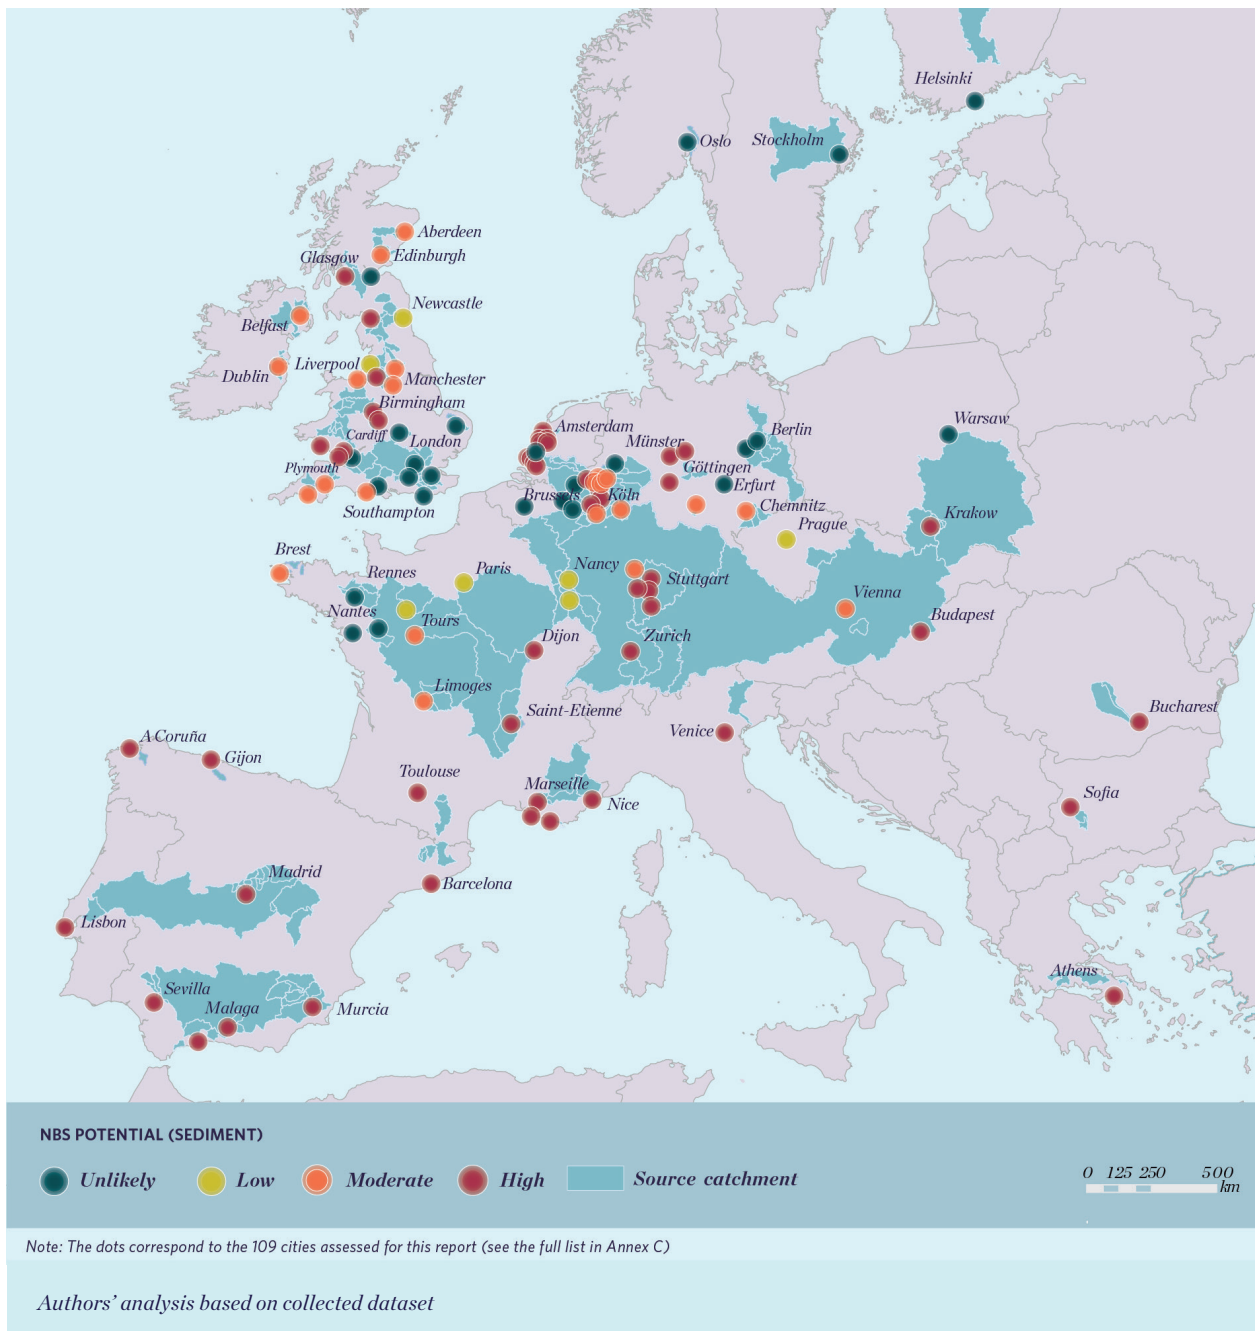 Helsinki
Oslo
Stockholm
Aberdeen
Edinburgh
Glasgow
Newcastle
Belfast
Liverpool
Dublin
Manchester
Birmingham
Cardiff
London
Plymouth
Southampton
Amsterdam
Münster
Berlin
Warsaw
Göttingen
Erfurt
Brussels
Köln
Chemnitz
Krakow
Prague
Brest
Rennes
Paris
Nancy
Stuttgart
Nantes
Tours
Vienna
Budapest
Dijon
Zurich
Limoges
Saint-Etienne
Bucharest
Venice
A Coruña
Gijon
Toulouse
Marseille
Nice
Sofia
Madrid
Barcelona
Lisbon
Athens
Sevilla
Malaga
Murcia
NBS POTENTIAL (SEDIMENT)
Unlikely
Low
Moderate
High
Source catchment
0 125 250 500
km
Note: The dots correspond to the 109 cities assessed for this report (see the full list in Annex C)
Authors’ analysis based on collected dataset